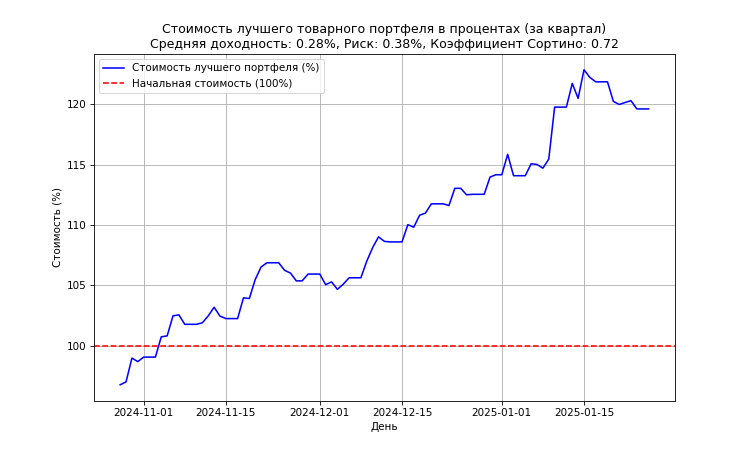 Стоимость лучшего товарного портфеля в процентах (за квартал)
Средняя доходность: 0.28%, Риск: 0.38%, Коэффициент Сортино: 0.72
Стоимость лучшего портфеля (%)
Начальная стоимость (100%)
Стоимость (%)
120
115
110
105
100
2024-11-01
2024-11-15
2024-12-01
2024-12-15
2025-01-01
2025-01-15
День